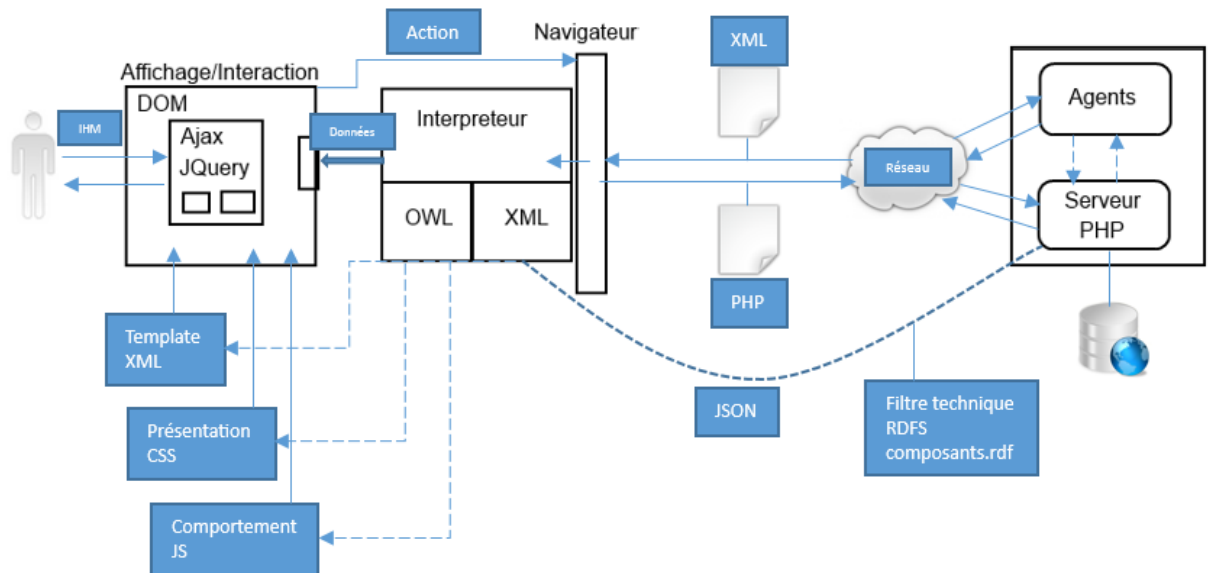 Action
Navigateur
XML
Affichage/Interaction
DOM
Agents
IHM
Ajax
JQuery
Données
Interpreteur
Réseau
OWL
XML
Serveur
PHP
PHP
Template
XML
JSON
Filtre technique
RDFS
composants.rdf
Présentation
CSS
Comportement
JS